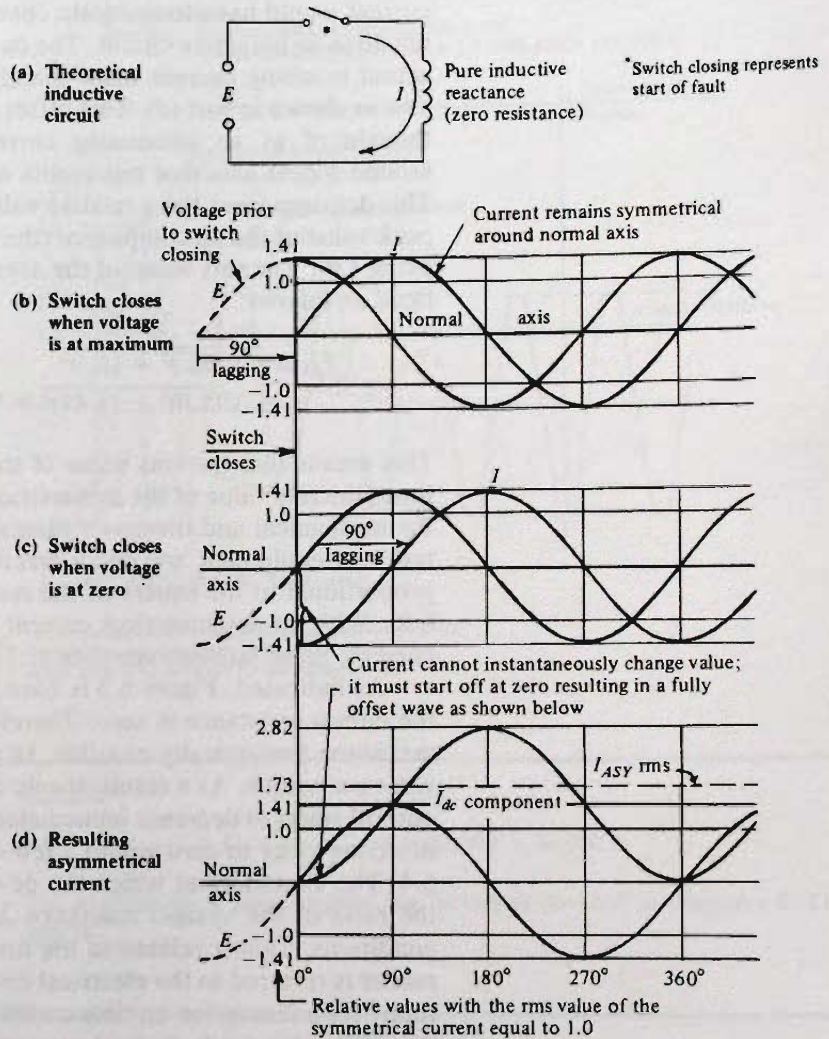 (a) Theoretical
inductive
circuit
E
I
Pure inductive
reactance
(zero resistance)
*
*Switch closing represents
start of fault
Voltage prior
to switch
closing
Current remains symmetrical
around normal axis
(b) Switch closes
when voltage
is at maximum
1.41
1.0
E
Normal axis
90°
lagging
-1.0
-1.41
Switch
closes
(c) Switch closes
when voltage
is at zero
1.41
1.0
I
90°
lagging
Normal
axis
-1.0
-1.41
Current cannot instantaneously change value;
it must start off at zero resulting in a fully
offset wave as shown below
(d) Resulting
asymmetrical
current
2.82
1.73
1.41
1.0
I ASY rms
I dc component
Normal
axis
E
-1.0
-1.41
0° 90° 180° 270° 360°
Relative values with the rms value of the
symmetrical current equal to 1.0